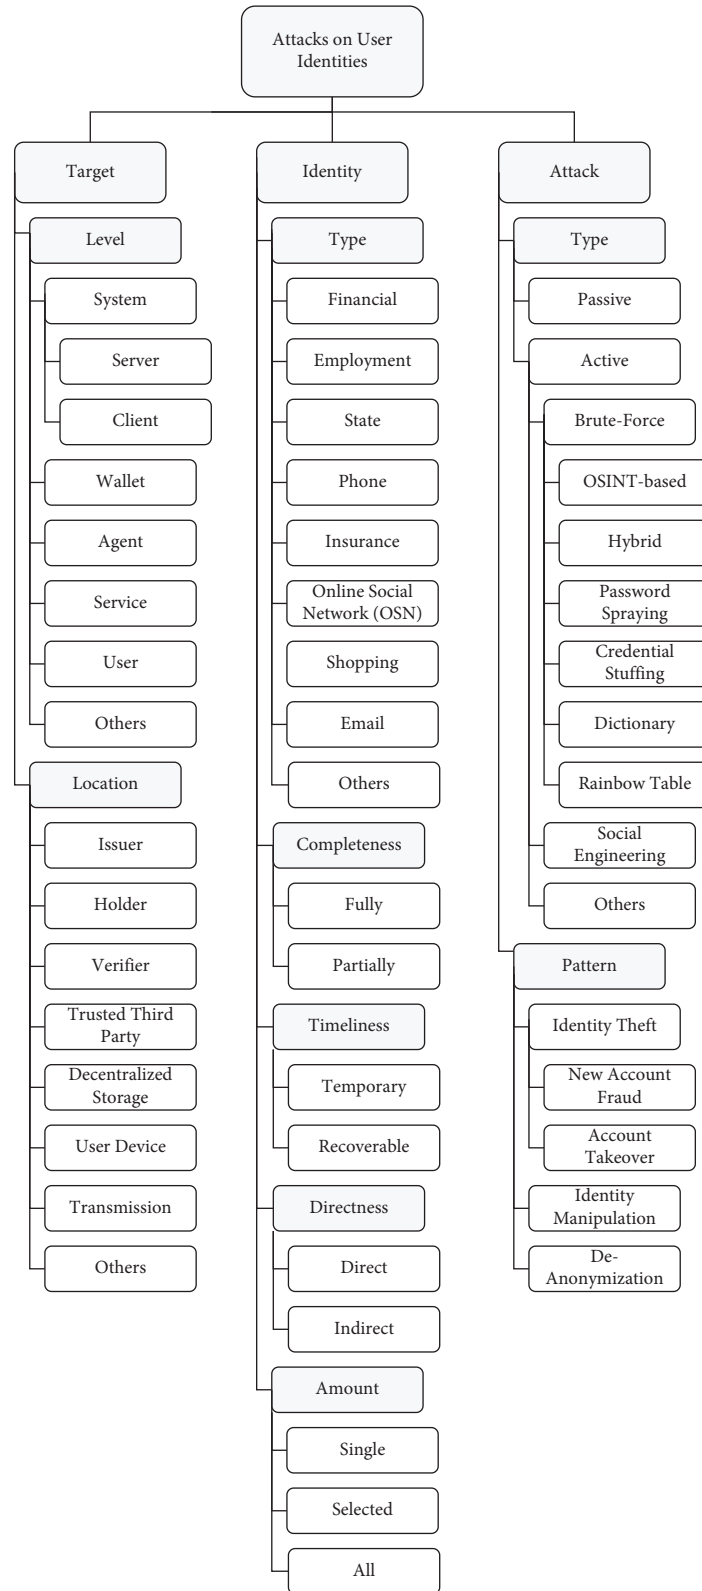 Attacks on User
Identities
Target
Level
System
Server
Client
Wallet
Agent
Service
User
Others
Location
Issuer
Holder
Verifier
Trusted Third
Party
Decentralized
Storage
User Device
Transmission
Others
Identity
Type
Financial
Employment
State
Phone
Insurance
Online Social
Network (OSN)
Shopping
Email
Others
Completeness
Fully
Partially
Timeliness
Temporary
Recoverable
Directness
Direct
Indirect
Amount
Single
Selected
All
Attack
Type
Passive
Active
Brute-Force
OSINT-based
Hybrid
Password
Spraying
Credential
Stuffing
Dictionary
Rainbow Table
Social
Engineering
Others
Pattern
Identity Theft
New Account
Fraud
Account
Takeover
Identity
Manipulation
De-
Anonymization